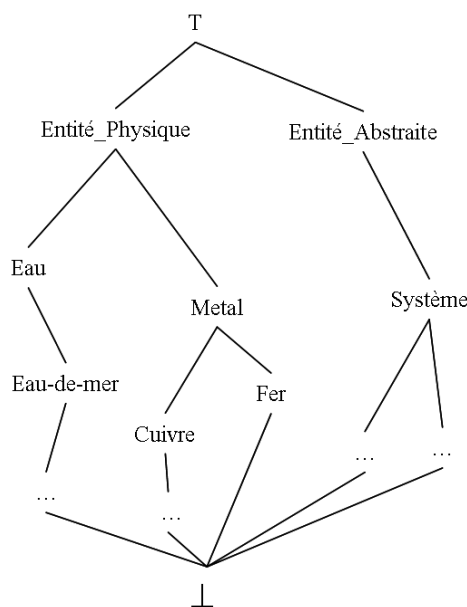 T
Entité_Physique
Entité_Abstraite
Eau
Metal
Système
Eau-de-mer
Fer
Cuivre
...
...
...
...
⊥